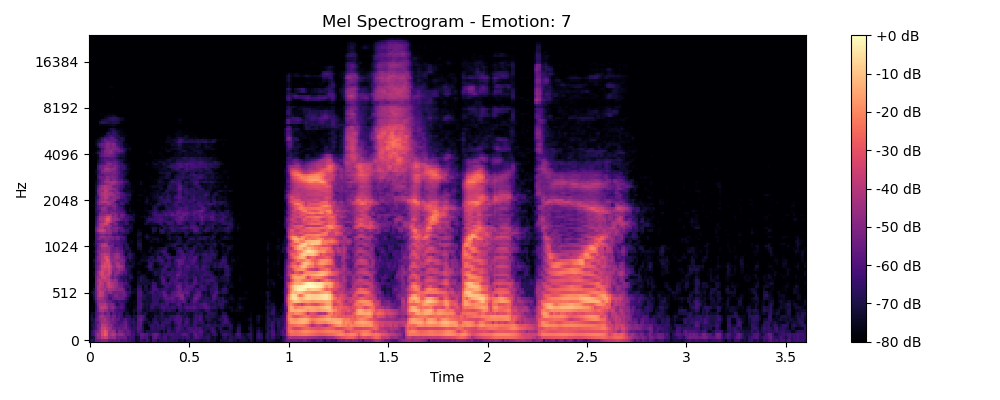 Mel Spectrogram - Emotion: 7
Hz
16384
8192
4096
2048
1024
512
0
0 0.5 1 1.5 2 2.5 3 3.5
Time
+0 dB
-10 dB
-20 dB
-30 dB
-40 dB
-50 dB
-60 dB
-70 dB
-80 dB